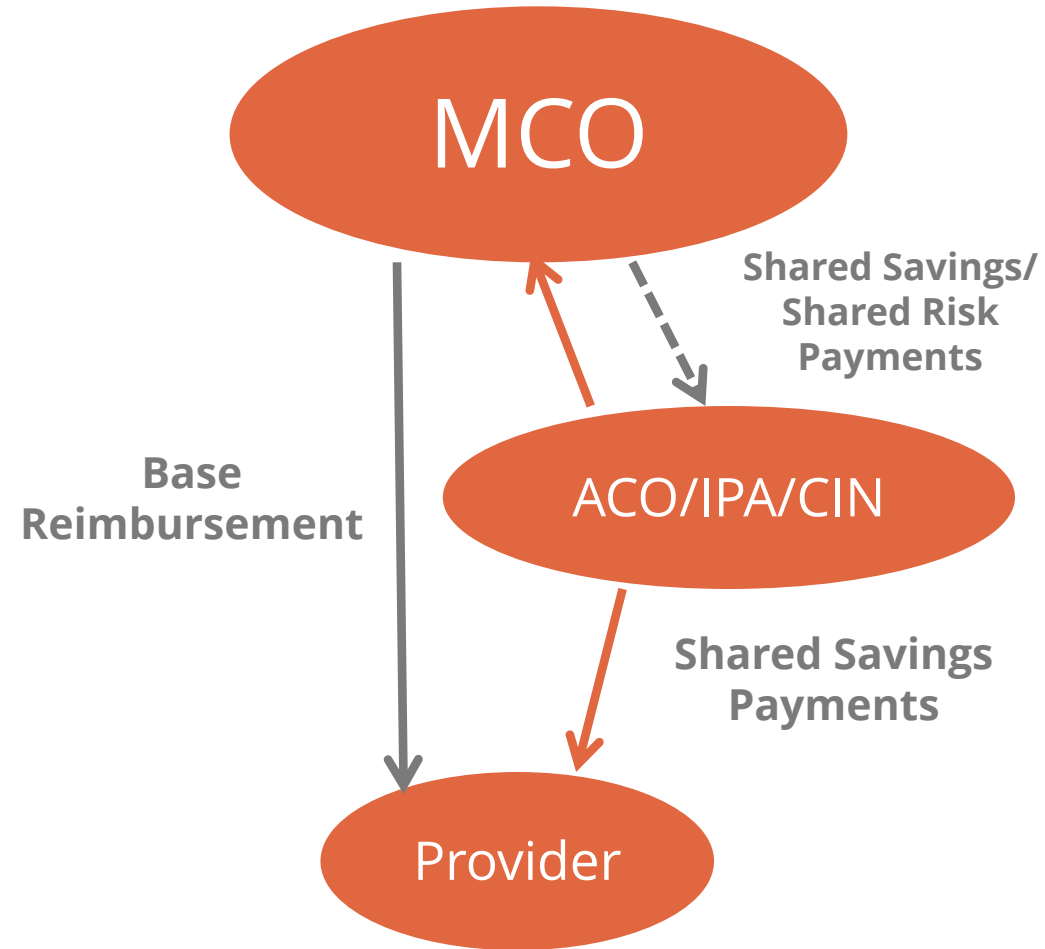 MCO
Shared Savings/
Shared Risk
Payments
Base
Reimbursement
ACO/IPA/CIN
Shared Savings
Payments
Provider